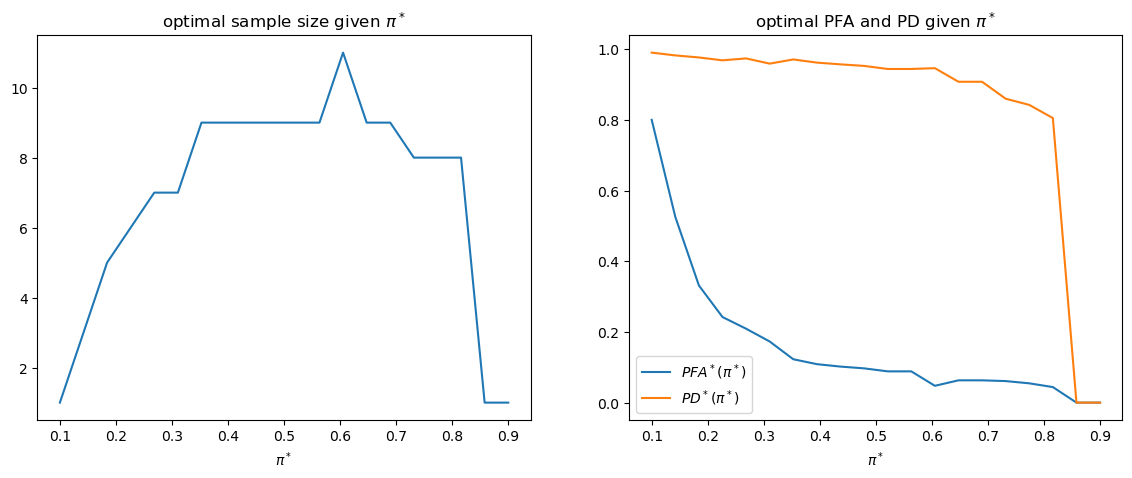 optimal sample size given π*
10
8
6
4
2
0.1 0.2 0.3 0.4 0.5 0.6 0.7 0.8 0.9
π*
optimal PFA and PD given π*
1.0
0.8
0.6
0.4
0.2
0.0
PFA*(π*)
PD*(π*)
0.1 0.2 0.3 0.4 0.5 0.6 0.7 0.8 0.9
π*